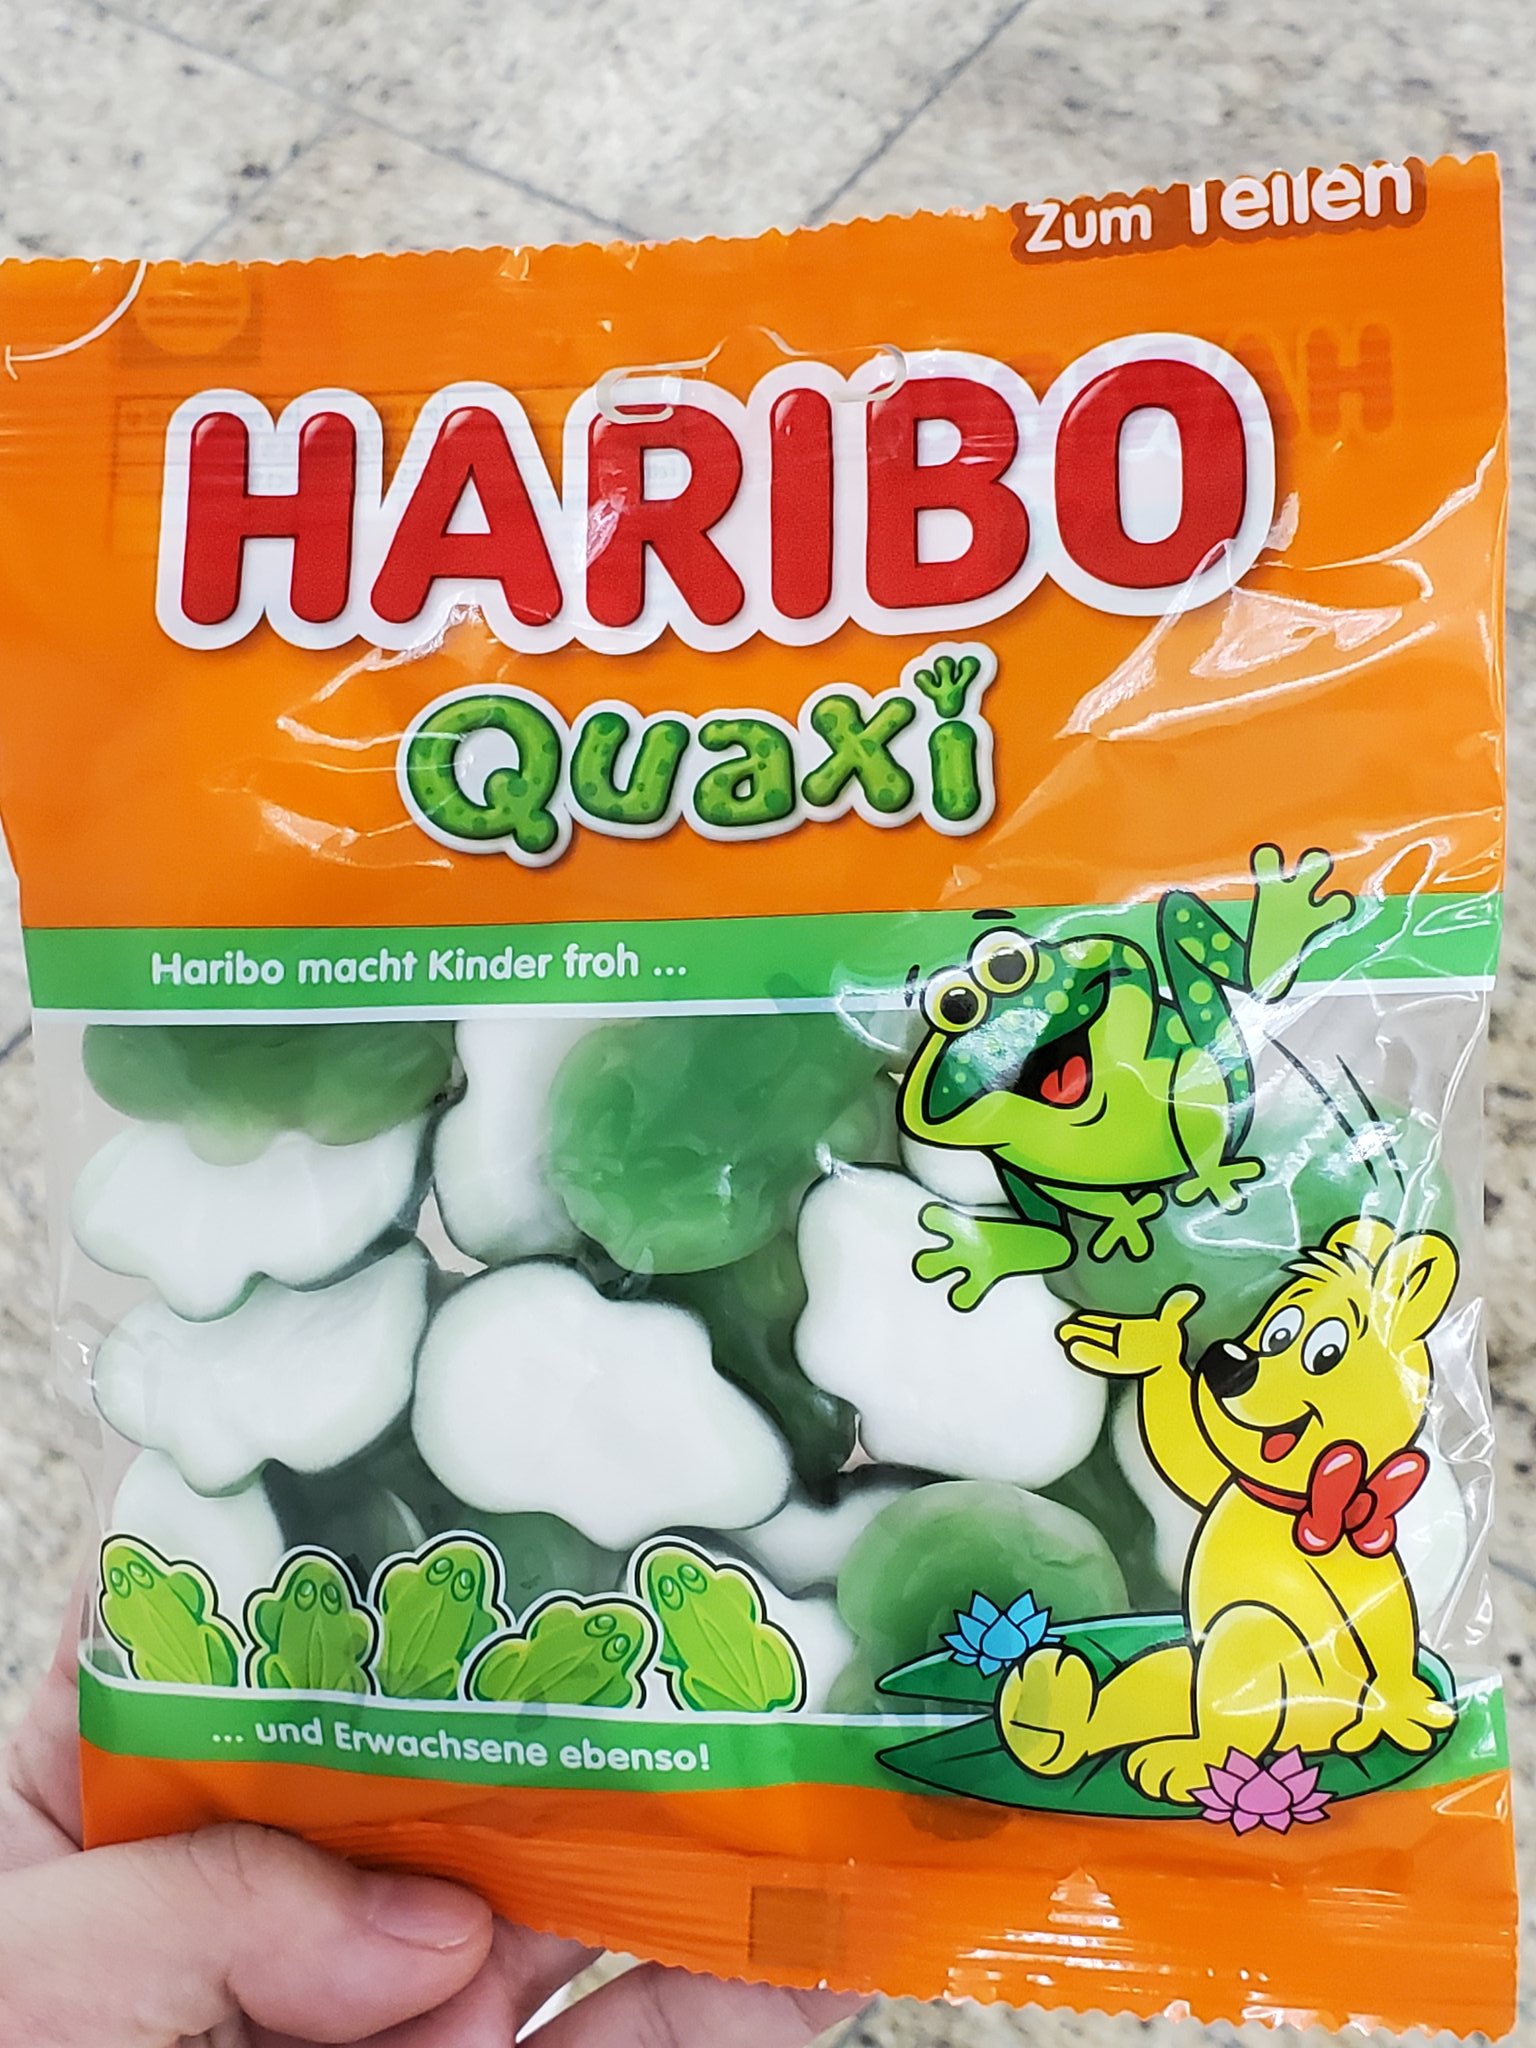 Zum Teilen
HARIBO
Quaxi
Haribo macht Kinder froh ...
... und Erwachsene ebenso!